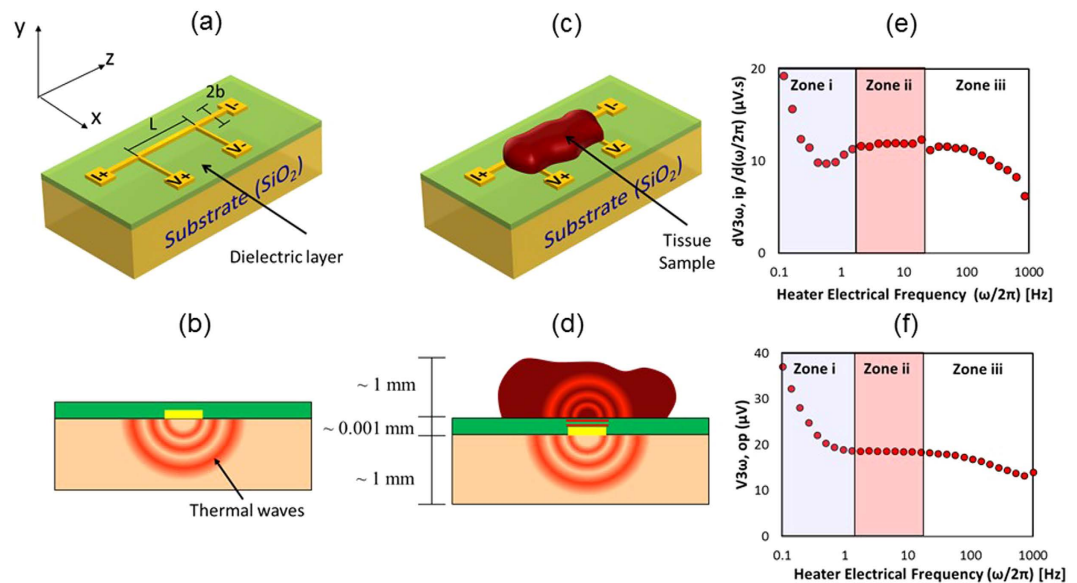 (a)
y
z
x
L
2b
I-
V-
I+
V+
Substrate (SiO2)
Dielectric layer
(b)
Thermal waves
(c)
I-
V-
I+
V+
Substrate (SiO2)
Tissue
Sample
(d)
~ 1 mm
~ 0.001 mm
~ 1 mm
(e)
dV3ω, ip /d(ω/2π) (μV.s)
20
10
0
Zone i
Zone ii
Zone iii
0.1
1
10
100
1000
Heater Electrical Frequency (ω/2π) [Hz]
(f)
V3ω, op (μV)
40
30
20
10
0
Zone i
Zone ii
Zone iii
0.1
1
10
100
1000
Heater Electrical Frequency (ω/2π) [Hz]